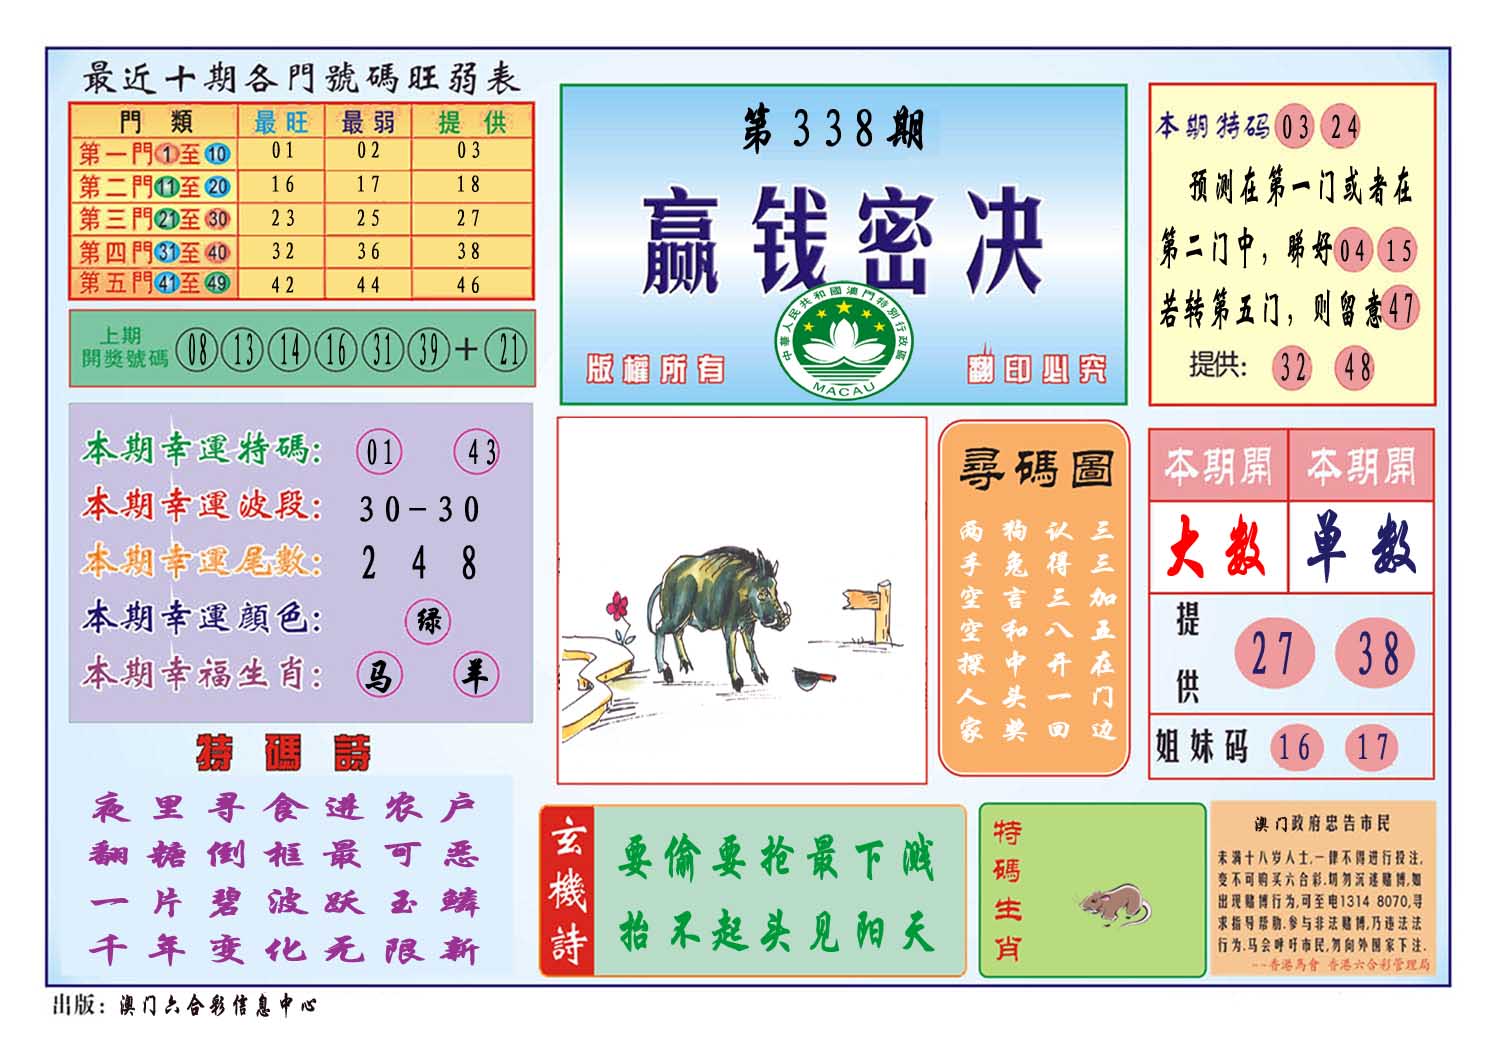 最近十期各門號碼旺弱表
門類 最旺 最弱 提供
第一門1至10 01 02 03
第二門11至20 16 17 18
第三門21至30 23 25 27
第四門31至40 32 36 38
第五門41至49 42 44 46
上期
開獎號碼 08 13 14 16 31 39 + 21
第338期
赢钱密决
中華人民共和國澳門特別行政區
MACAU
版權所有
翻印必究
本期特码 03 24
预测在第一门或者在
第二门中，睇好 04 15
若转第五门，则留意 47
提供: 32 48
本期幸運特碼: 01 43
本期幸運波段: 30-30
本期幸運尾數: 2 4 8
本期幸運顔色: 绿
本期幸福生肖: 马 羊
尋碼圖
三三加五在门边
认得三八开一回
狗兔言和中头奖
两手空空探人家
本期開 本期開
大数 单数
提供 27 38
姐妹码 16 17
特碼詩
夜里寻食进农户
翻糖倒框最可恶
一片碧波跃玉鳞
千年变化无限新
玄機詩
要偷要抢最下溅
抬不起头见阳天
特碼生肖
澳门政府忠告市民
未满十八岁人士,一律不得进行投注,
变不可购买六合彩.切勿沉迷赌博,如
出现赌博行为,可至电1314 8070,寻
求指导帮助.参与非法赌博,乃违法法
行为.马会呼吁市民,勿向外国家下注.
--香港馬會 香港六合彩管理局
出版: 澳门六合彩信息中心